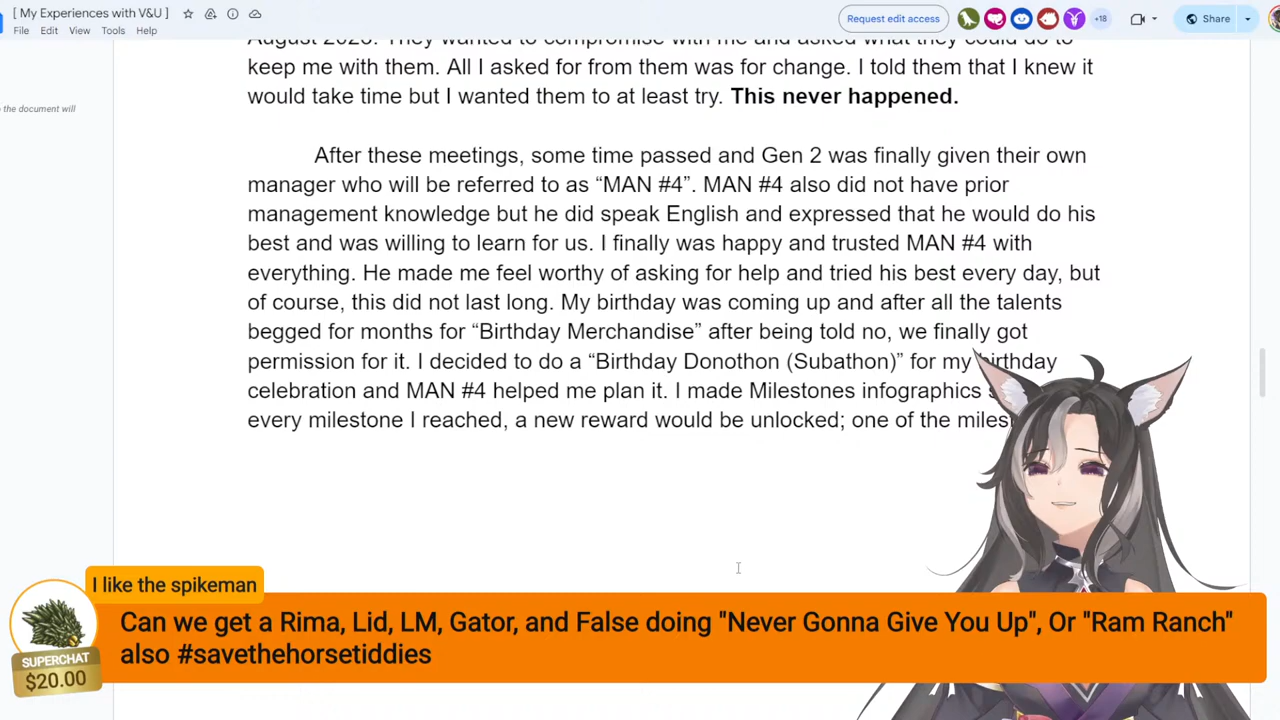 [ My Experiences with V&U ]
File Edit View Tools Help
Request edit access
+18
Share
o the document will
August 2023. They wanted to compromise with me and asked what they could do to
keep me with them. All I asked for from them was for change. I told them that I knew it
would take time but I wanted them to at least try. This never happened.
After these meetings, some time passed and Gen 2 was finally given their own
manager who will be referred to as “MAN #4”. MAN #4 also did not have prior
management knowledge but he did speak English and expressed that he would do his
best and was willing to learn for us. I finally was happy and trusted MAN #4 with
everything. He made me feel worthy of asking for help and tried his best every day, but
of course, this did not last long. My birthday was coming up and after all the talents
begged for months for “Birthday Merchandise” after being told no, we finally got
permission for it. I decided to do a “Birthday Donothon (Subathon)” for my birthday
celebration and MAN #4 helped me plan it. I made Milestones infographics
every milestone I reached, a new reward would be unlocked; one of the miles
I like the spikeman
Can we get a Rima, Lid, LM, Gator, and False doing "Never Gonna Give You Up", Or "Ram Ranch"
also #savethehorsetiddies
SUPERCHAT
$20.00